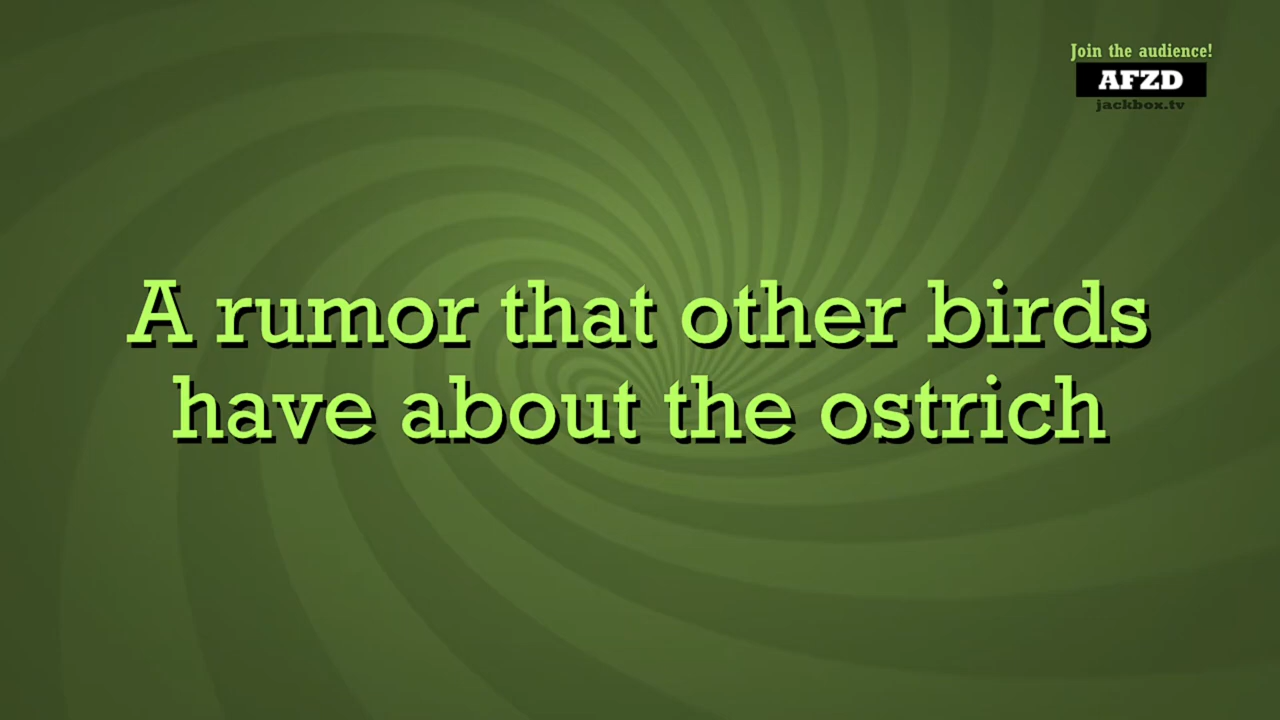 Join the audience!
AFZD
jackbox.tv
A rumor that other birds
have about the ostrich